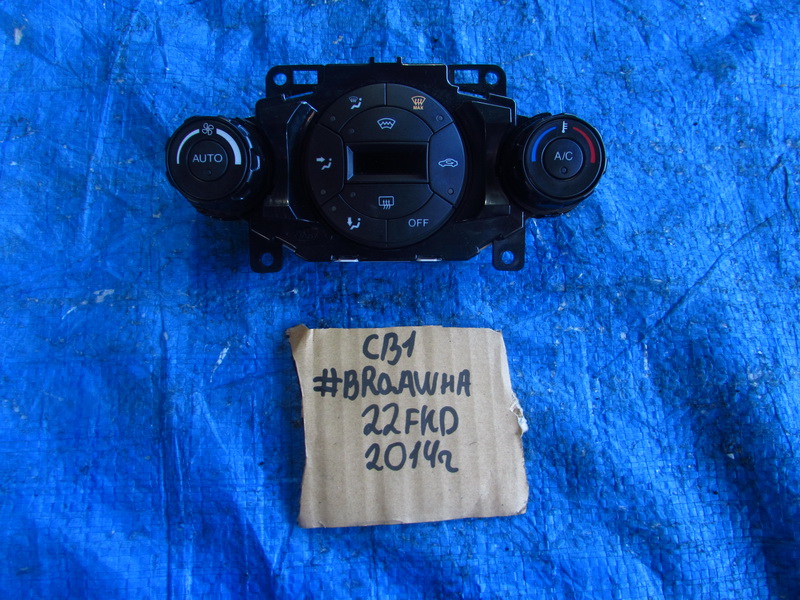 MAX
AUTO
A/C
OFF
CB1
#BRQAWHA
22FKD
2014г